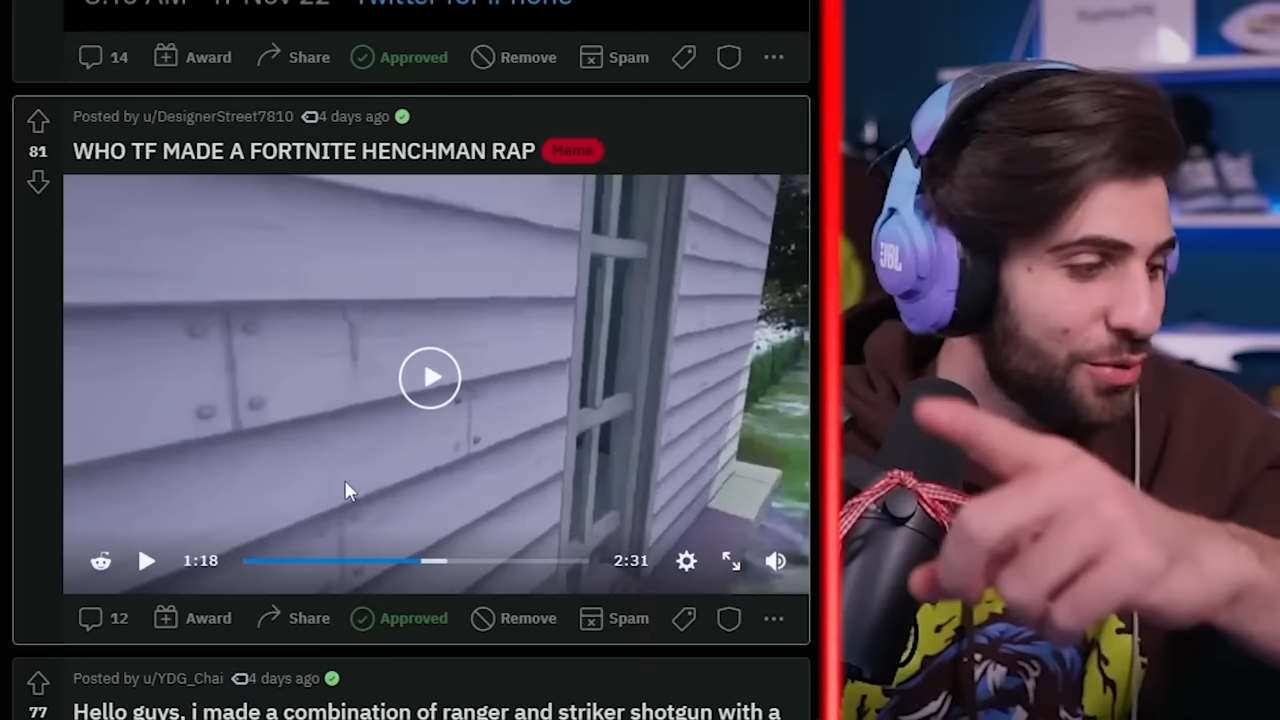 14 Award Share Approved Remove Spam
Posted by u/DesignerStreet7810 4 days ago
81
WHO TF MADE A FORTNITE HENCHMAN RAP Meme
JBL
1:18 2:31
12 Award Share Approved Remove Spam
Posted by u/YDG_Chai 4 days ago
77
Hello guys, i made a combination of ranger and striker shotgun with a